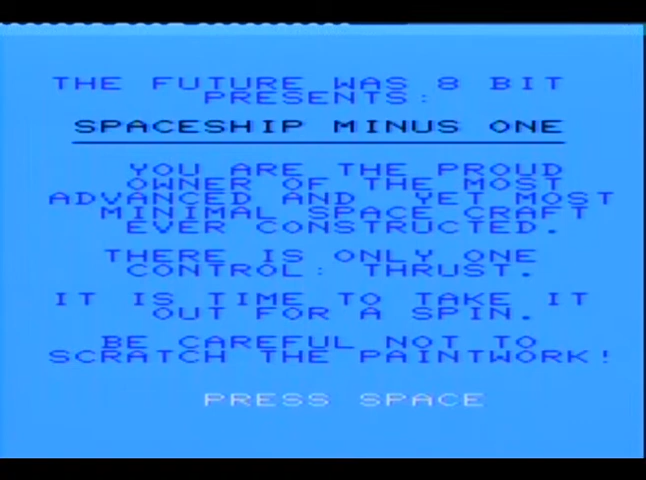 THE FUTURE WAS 8 BIT
PRESENTS:
SPACESHIP MINUS ONE
YOU ARE THE PROUD
OWNER OF THE MOST
ADVANCED AND YET MOST
MINIMAL SPACE CRAFT
EVER CONSTRUCTED.
THERE IS ONLY ONE
CONTROL: THRUST.
IT IS TIME TO TAKE IT
OUT FOR A SPIN.
BE CAREFUL NOT TO
SCRATCH THE PAINTWORK!
PRESS SPACE